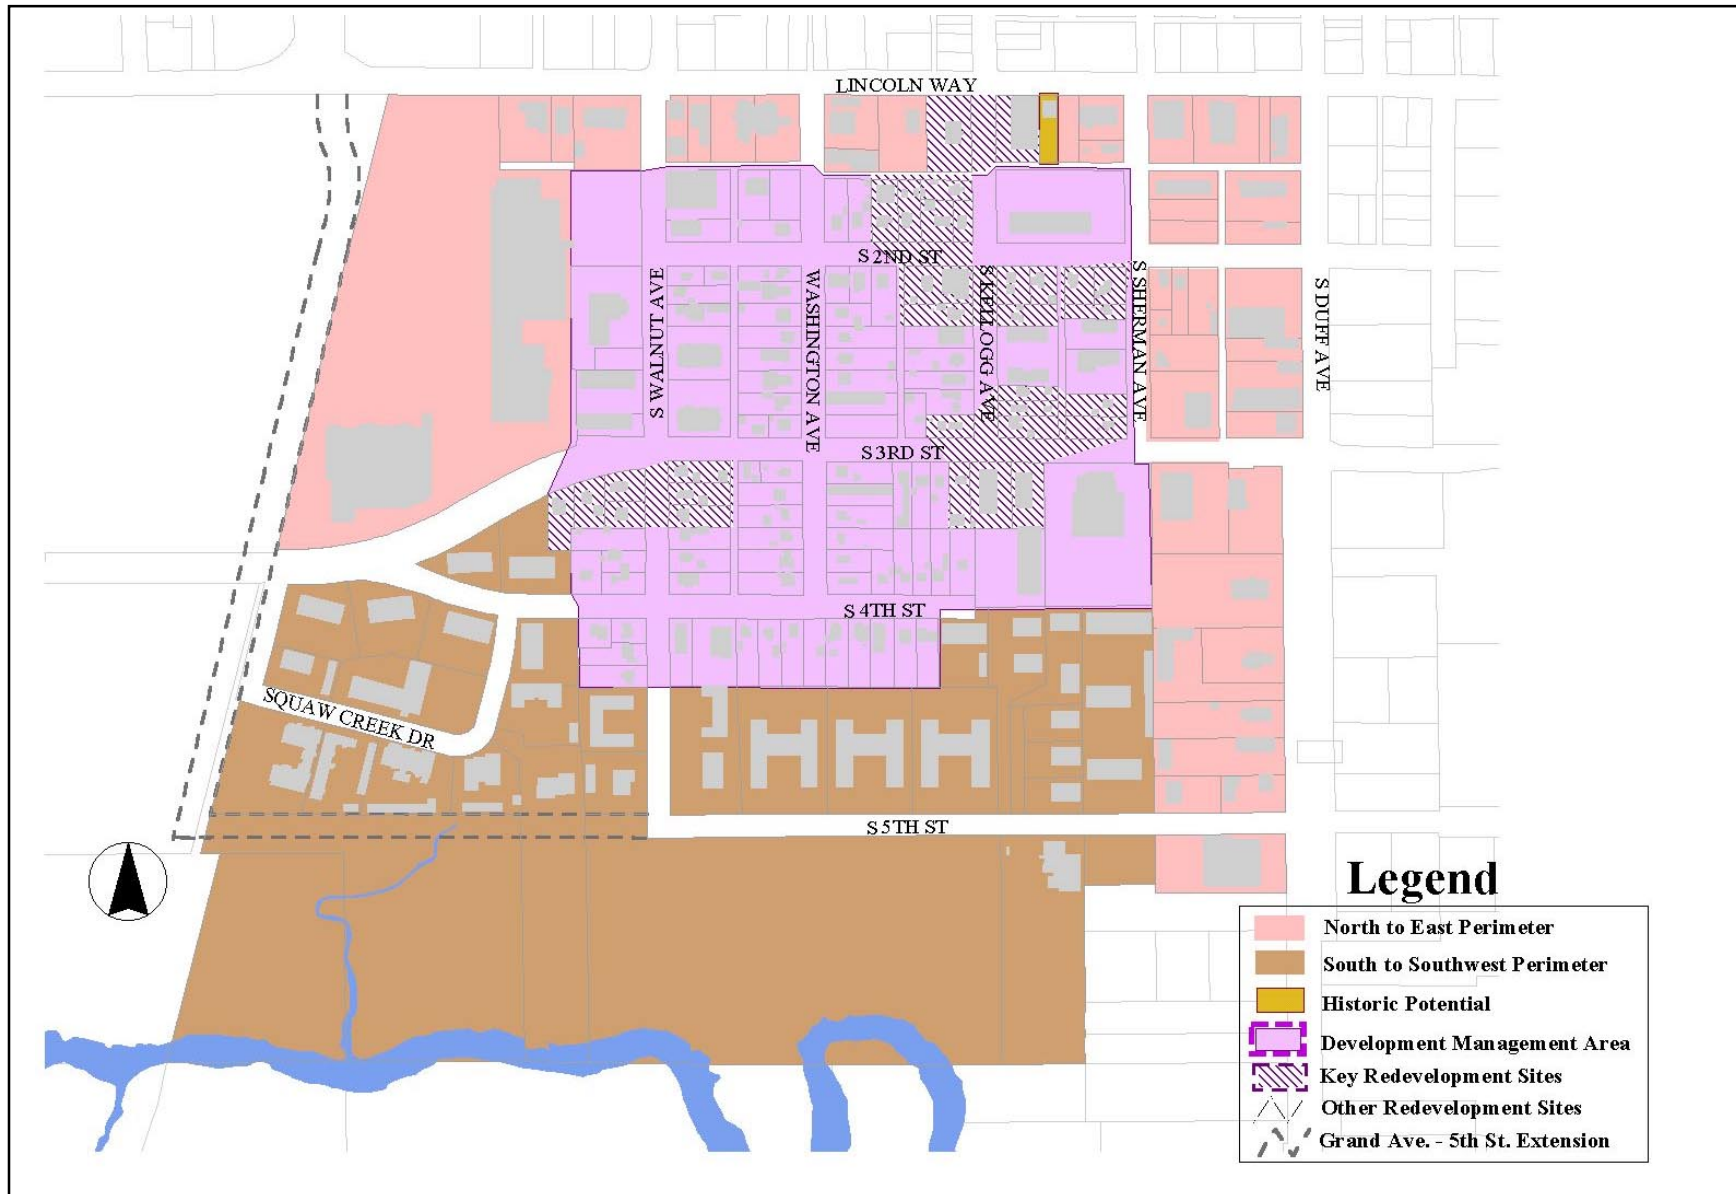 LINCOLN WAY
S 2ND ST
S WALNUT AVE
WASHINGTON AVE
S KELLOGG AVE
S SHERMAN AVE
S DUFF AVE
S 3RD ST
S 4TH ST
SQUAW CREEK DR
S 5TH ST
Legend
North to East Perimeter
South to Southwest Perimeter
Historic Potential
Development Management Area
Key Redevelopment Sites
Other Redevelopment Sites
Grand Ave. - 5th St. Extension